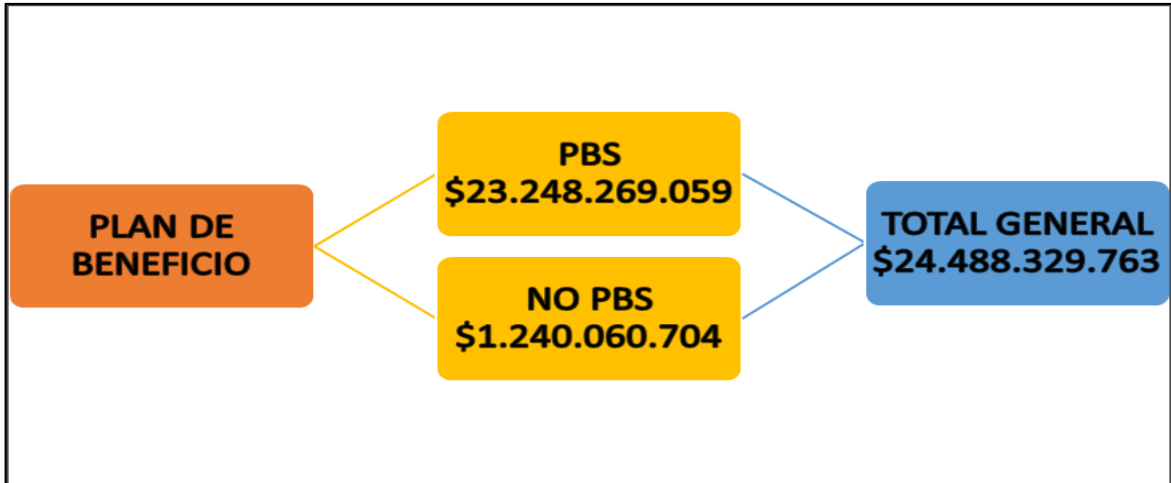 PLAN DE
BENEFICIO
PBS
$23.248.269.059
NO PBS
$1.240.060.704
TOTAL GENERAL
$24.488.329.763